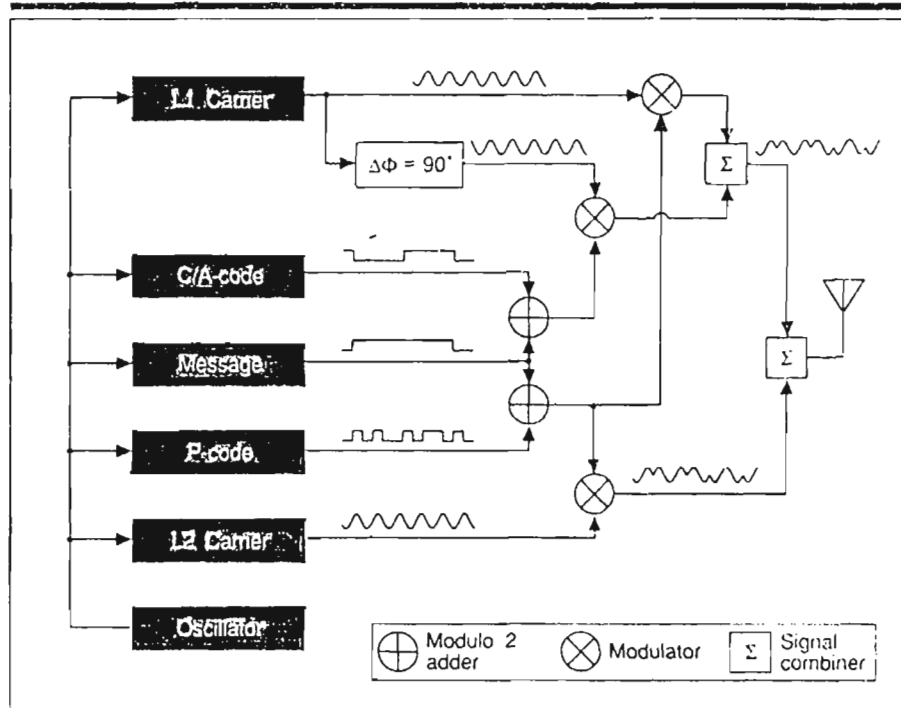 L1 Carrier
ΔΦ = 90°
C/A-code
Message
P-code
L2 Carrier
Oscillator
Σ
Σ
Modulo 2
adder
Modulator
Σ
Signal
combiner